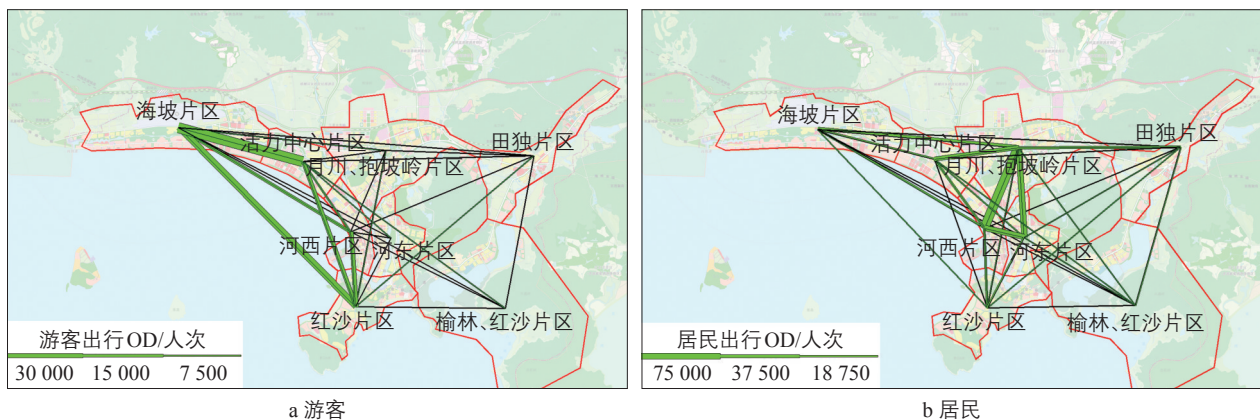 海坡片区
活力中心片区
田独片区
月川、抱坡岭片区
河西片区
河东片区
红沙片区
榆林、红沙片区
游客出行OD/人次
30 000 15 000 7 500
a 游客
海坡片区
活力中心片区
田独片区
月川、抱坡岭片区
河西片区
河东片区
红沙片区
榆林、红沙片区
居民出行OD/人次
75 000 37 500 18 750
b 居民